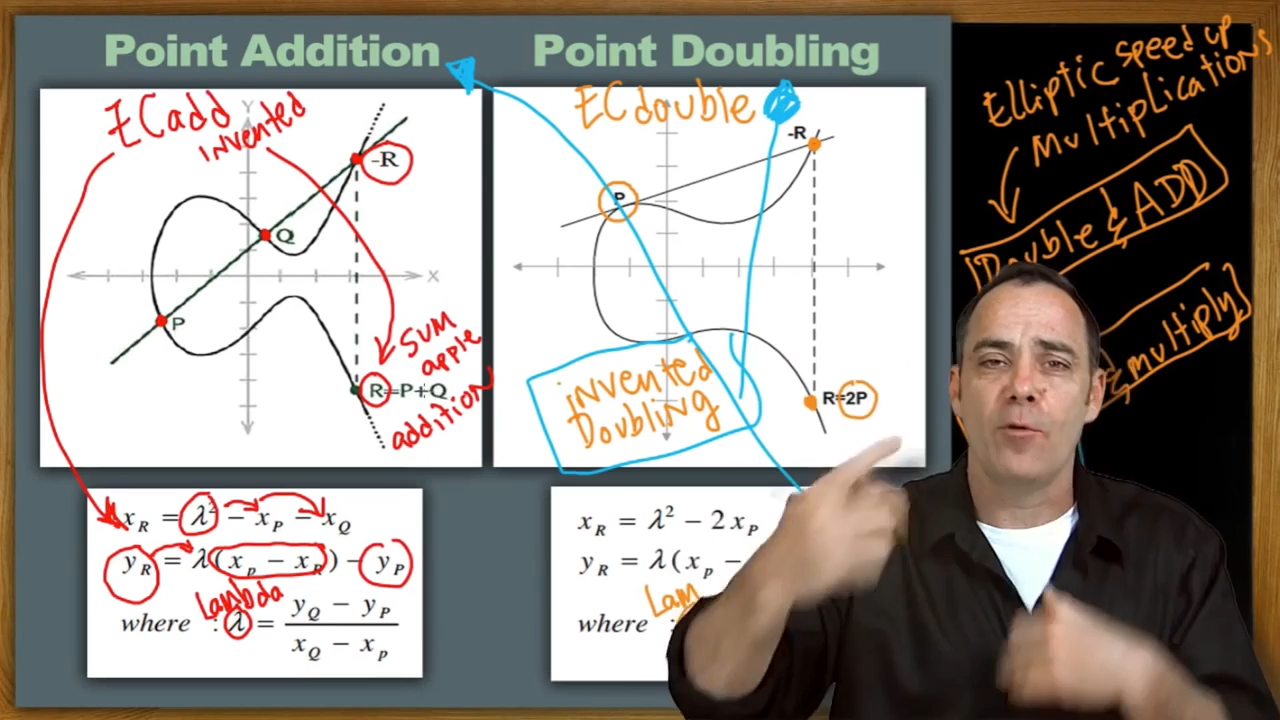 Point Addition
ECadd
invented
Y
-R
Q
X
P
SUM
apple
R=P+Q
addition
x_R = λ² - x_P - x_Q
y_R = λ(x_p - x_R) - y_P
Lambda
where : λ = (y_Q - y_P) / (x_Q - x_p)
Point Doubling
ECdouble
-R
P
invented
Doubling
R=2P
x_R = λ² - 2x_P
y_R = λ(x_p -
Lam
where :
Elliptic speed up
Multiplications
Double & ADD
& multiply